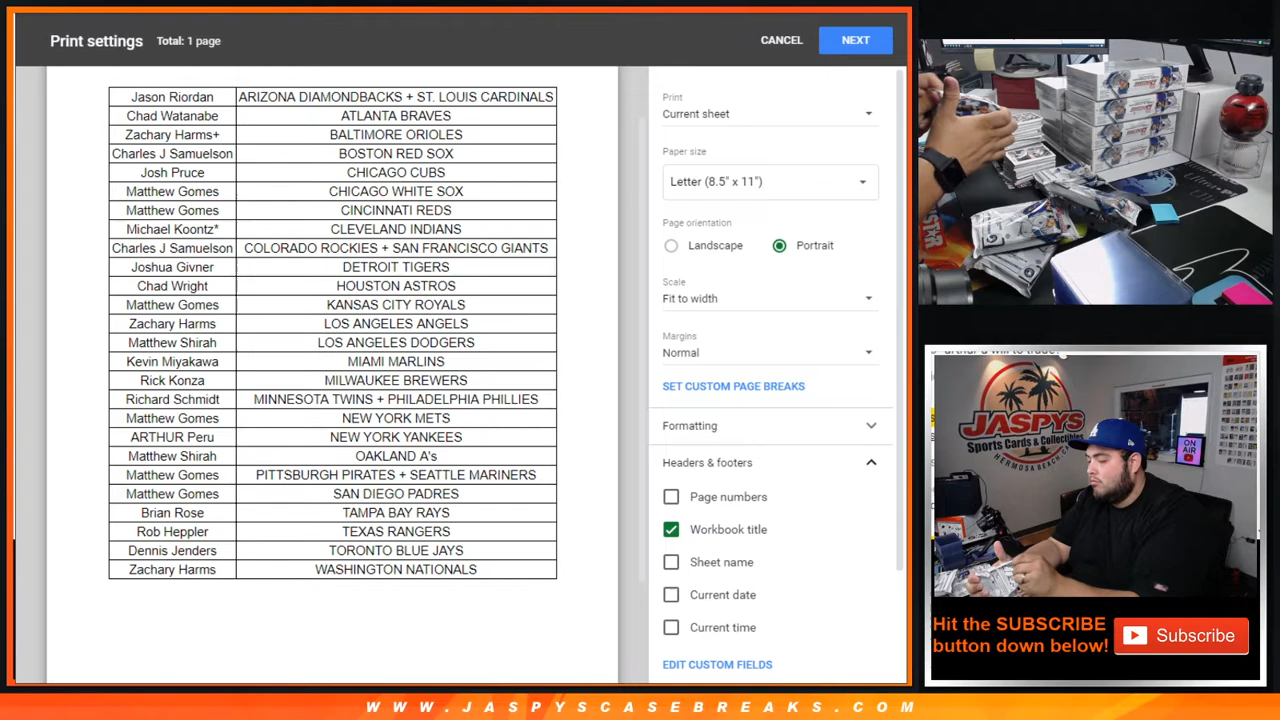 Print settings
Total: 1 page
CANCEL
NEXT
Jason Riordan ARIZONA DIAMONDBACKS + ST. LOUIS CARDINALS
Chad Watanabe ATLANTA BRAVES
Zachary Harms+ BALTIMORE ORIOLES
Charles J Samuelson BOSTON RED SOX
Josh Pruce CHICAGO CUBS
Matthew Gomes CHICAGO WHITE SOX
Matthew Gomes CINCINNATI REDS
Michael Koontz* CLEVELAND INDIANS
Charles J Samuelson COLORADO ROCKIES + SAN FRANCISCO GIANTS
Joshua Givner DETROIT TIGERS
Chad Wright HOUSTON ASTROS
Matthew Gomes KANSAS CITY ROYALS
Zachary Harms LOS ANGELES ANGELS
Matthew Shirah LOS ANGELES DODGERS
Kevin Miyakawa MIAMI MARLINS
Rick Konza MILWAUKEE BREWERS
Richard Schmidt MINNESOTA TWINS + PHILADELPHIA PHILLIES
Matthew Gomes NEW YORK METS
ARTHUR Peru NEW YORK YANKEES
Matthew Shirah OAKLAND A's
Matthew Gomes PITTSBURGH PIRATES + SEATTLE MARINERS
Matthew Gomes SAN DIEGO PADRES
Brian Rose TAMPA BAY RAYS
Rob Heppler TEXAS RANGERS
Dennis Jenders TORONTO BLUE JAYS
Zachary Harms WASHINGTON NATIONALS
Print
Current sheet
Paper size
Letter (8.5" x 11")
Page orientation
Landscape
Portrait
Scale
Fit to width
Margins
Normal
SET CUSTOM PAGE BREAKS
Formatting
Headers & footers
Page numbers
Workbook title
Sheet name
Current date
Current time
EDIT CUSTOM FIELDS
JASPYS
Sports Cards & Collectibles
HERMOSA BEACH, CA
ON AIR
LA
Hit the SUBSCRIBE
button down below!
Subscribe
WWW.JASPYSCASEBREAKS.COM